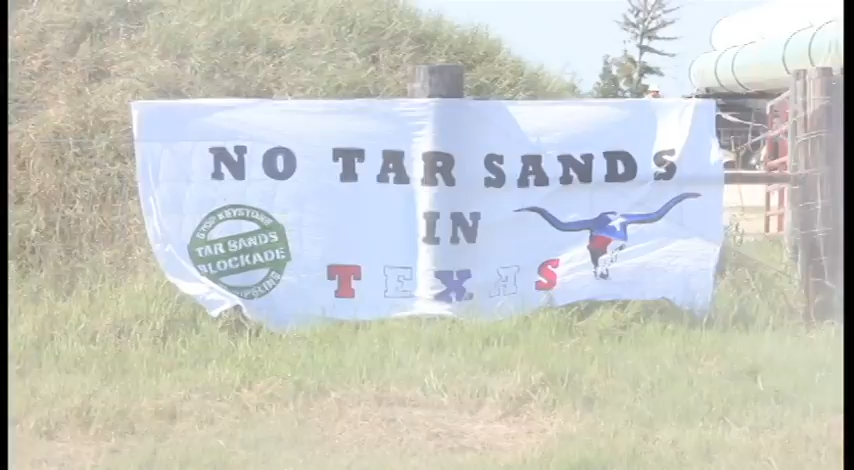 NO TAR SANDS
IN
TEXAS
STOP KEYSTONE
TAR SANDS
BLOCKADE
PIPELINE